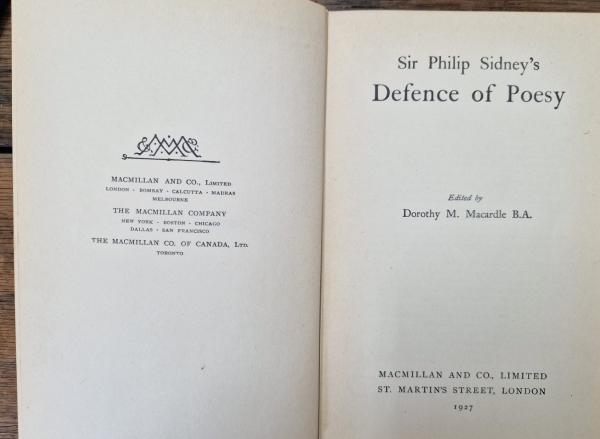 MACMILLAN AND CO., LIMITED
LONDON · BOMBAY · CALCUTTA · MADRAS
MELBOURNE
THE MACMILLAN COMPANY
NEW YORK · BOSTON · CHICAGO
DALLAS · SAN FRANCISCO
THE MACMILLAN CO. OF CANADA, LTD.
TORONTO
Sir Philip Sidney's
Defence of Poesy
Edited by
Dorothy M. Macardle B.A.
MACMILLAN AND CO., LIMITED
ST. MARTIN'S STREET, LONDON
1927